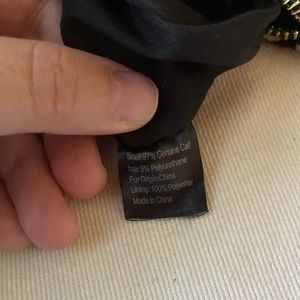 Shell:97% Genuine Calf
hair 3% Polyurethane
Fur Origin:China
Lining:100% Polyester
Made in China